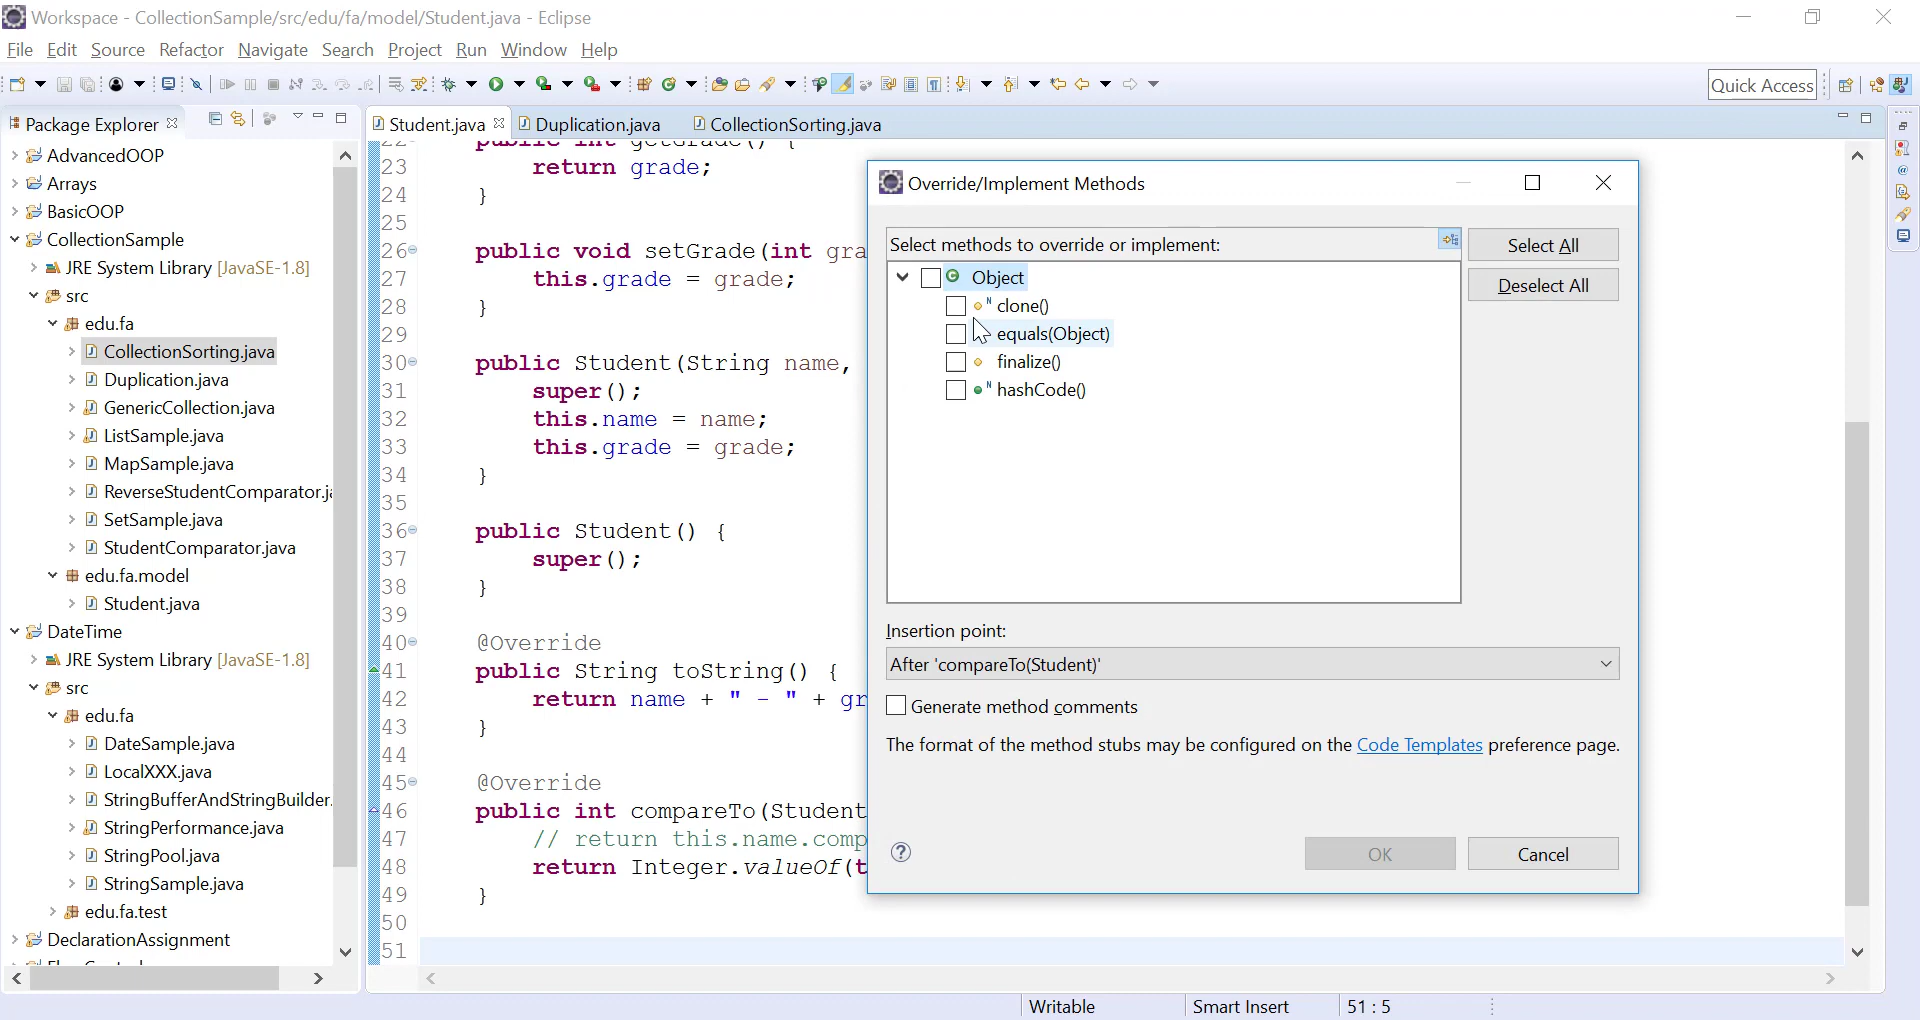 Workspace - CollectionSample/src/edu/fa/model/Student.java - Eclipse
File Edit Source Refactor Navigate Search Project Run Window Help
Quick Access
Package Explorer
Student.java
Duplication.java
CollectionSorting.java
AdvancedOOP
Arrays
BasicOOP
CollectionSample
JRE System Library [JavaSE-1.8]
src
edu.fa
CollectionSorting.java
Duplication.java
GenericCollection.java
ListSample.java
MapSample.java
ReverseStudentComparator.ja
SetSample.java
StudentComparator.java
edu.fa.model
Student.java
DateTime
JRE System Library [JavaSE-1.8]
src
edu.fa
DateSample.java
LocalXXX.java
StringBufferAndStringBuilder.
StringPerformance.java
StringPool.java
StringSample.java
edu.fa.test
DeclarationAssignment
22 public int getGrade() {
23 return grade;
24 }
25
26 public void setGrade(int gra
27 this.grade = grade;
28 }
29
30 public Student(String name,
31 super();
32 this.name = name;
33 this.grade = grade;
34 }
35
36 public Student() {
37 super();
38 }
39
40 @Override
41 public String toString() {
42 return name + " - " + gr
43 }
44
45 @Override
46 public int compareTo(Student
47 // return this.name.comp
48 return Integer.valueOf(t
49 }
50
51
Override/Implement Methods
Select methods to override or implement:
Object
clone()
equals(Object)
finalize()
hashCode()
Select All
Deselect All
Insertion point:
After 'compareTo(Student)'
Generate method comments
The format of the method stubs may be configured on the Code Templates preference page.
OK
Cancel
Writable
Smart Insert
51 : 5